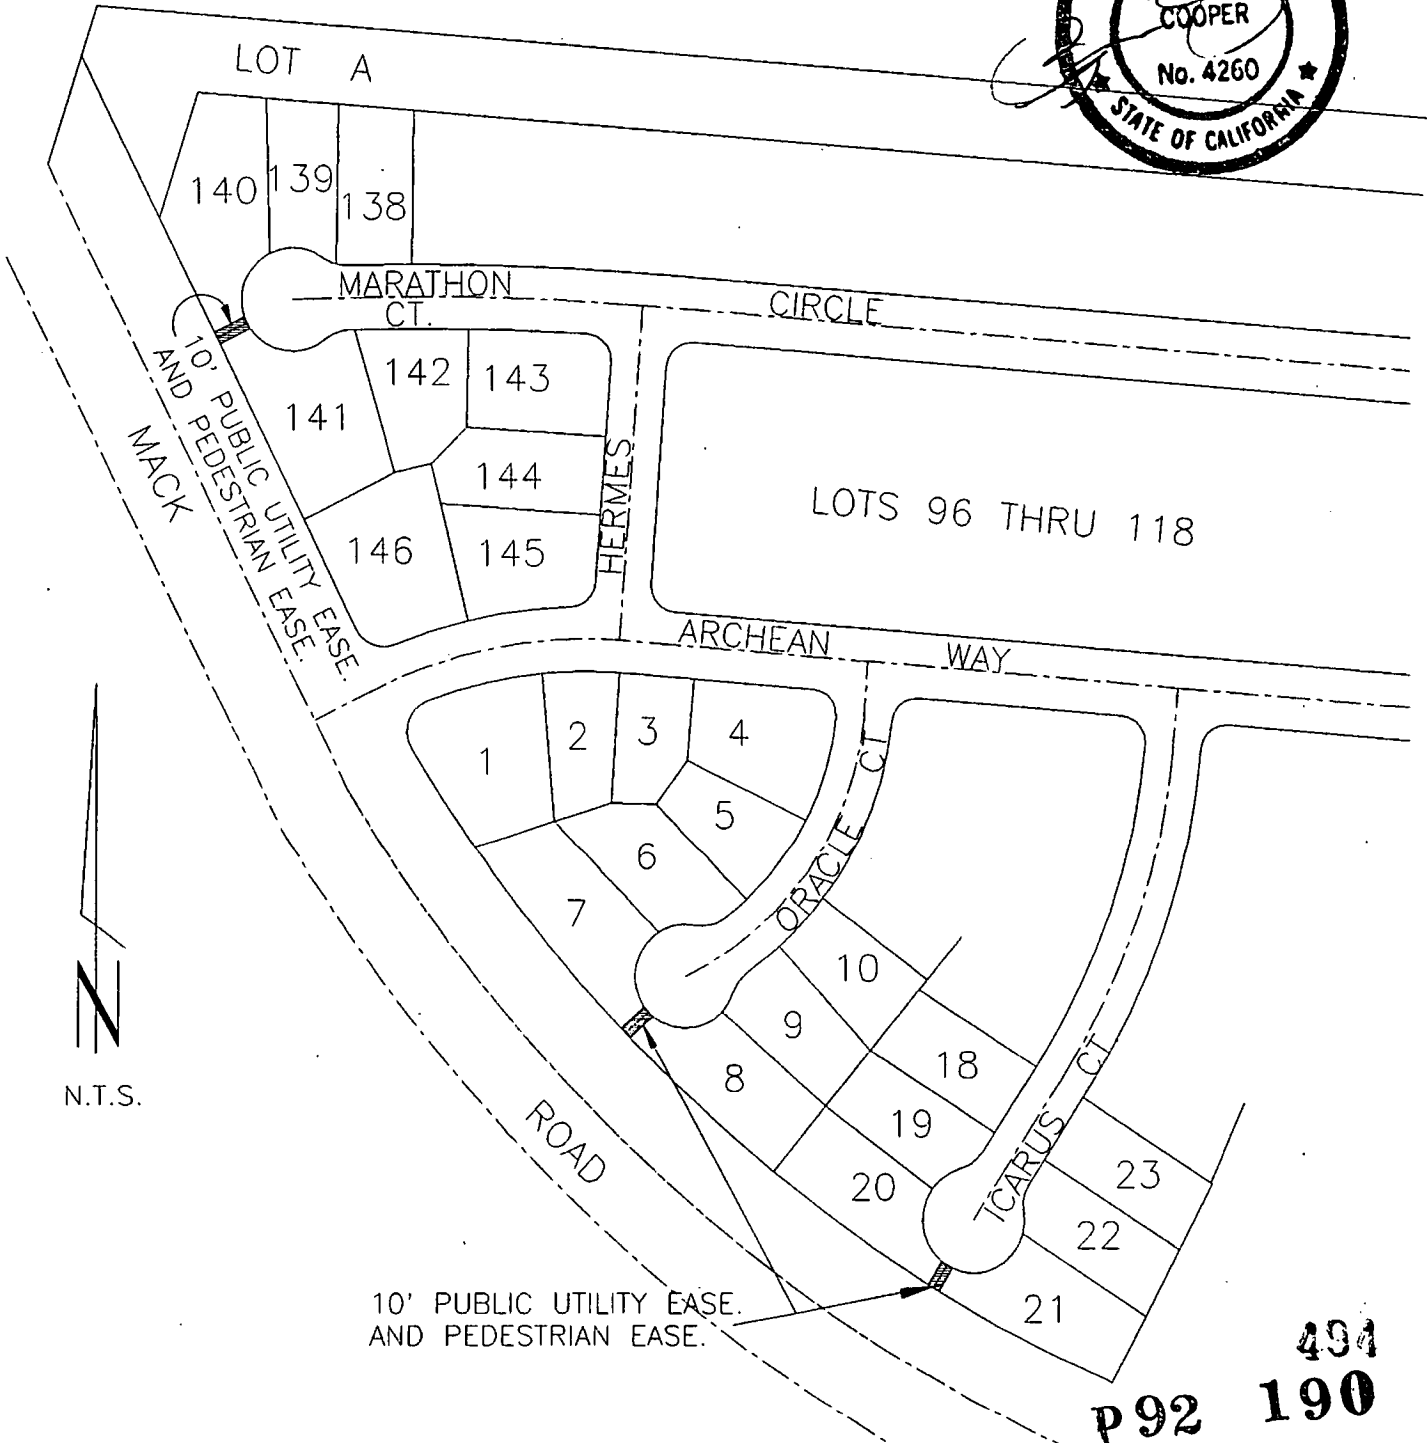 COOPER
No. 4260
STATE OF CALIFORNIA
LOT A
140
139
138
MARATHON
CT.
CIRCLE
10' PUBLIC UTILITY EASE.
AND PEDESTRIAN EASE.
142
143
141
144
146
145
HERMES
LOTS 96 THRU 118
MACK
ARCHEAN WAY
1
2
3
4
5
6
7
ORACLE CT
10
9
8
18
19
20
ICARUS CT
23
22
21
N
N.T.S.
ROAD
10' PUBLIC UTILITY EASE.
AND PEDESTRIAN EASE.
P92 190